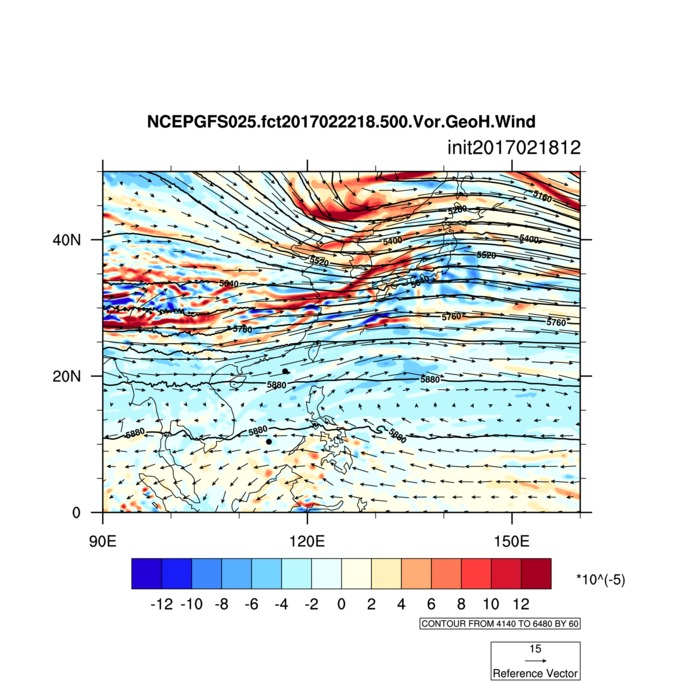 NCEPGFS025.fct2017022218.500.Vor.GeoH.Wind
init2017021812
5160
5280
5400
5400
5520
5520
5640
5640
5760
5760
5760
5880
5880
5880
5880
5880
40N
20N
0
90E 120E 150E
-12 -10 -8 -6 -4 -2 0 2 4 6 8 10 12
*10^(-5)
CONTOUR FROM 4140 TO 6480 BY 60
15
Reference Vector